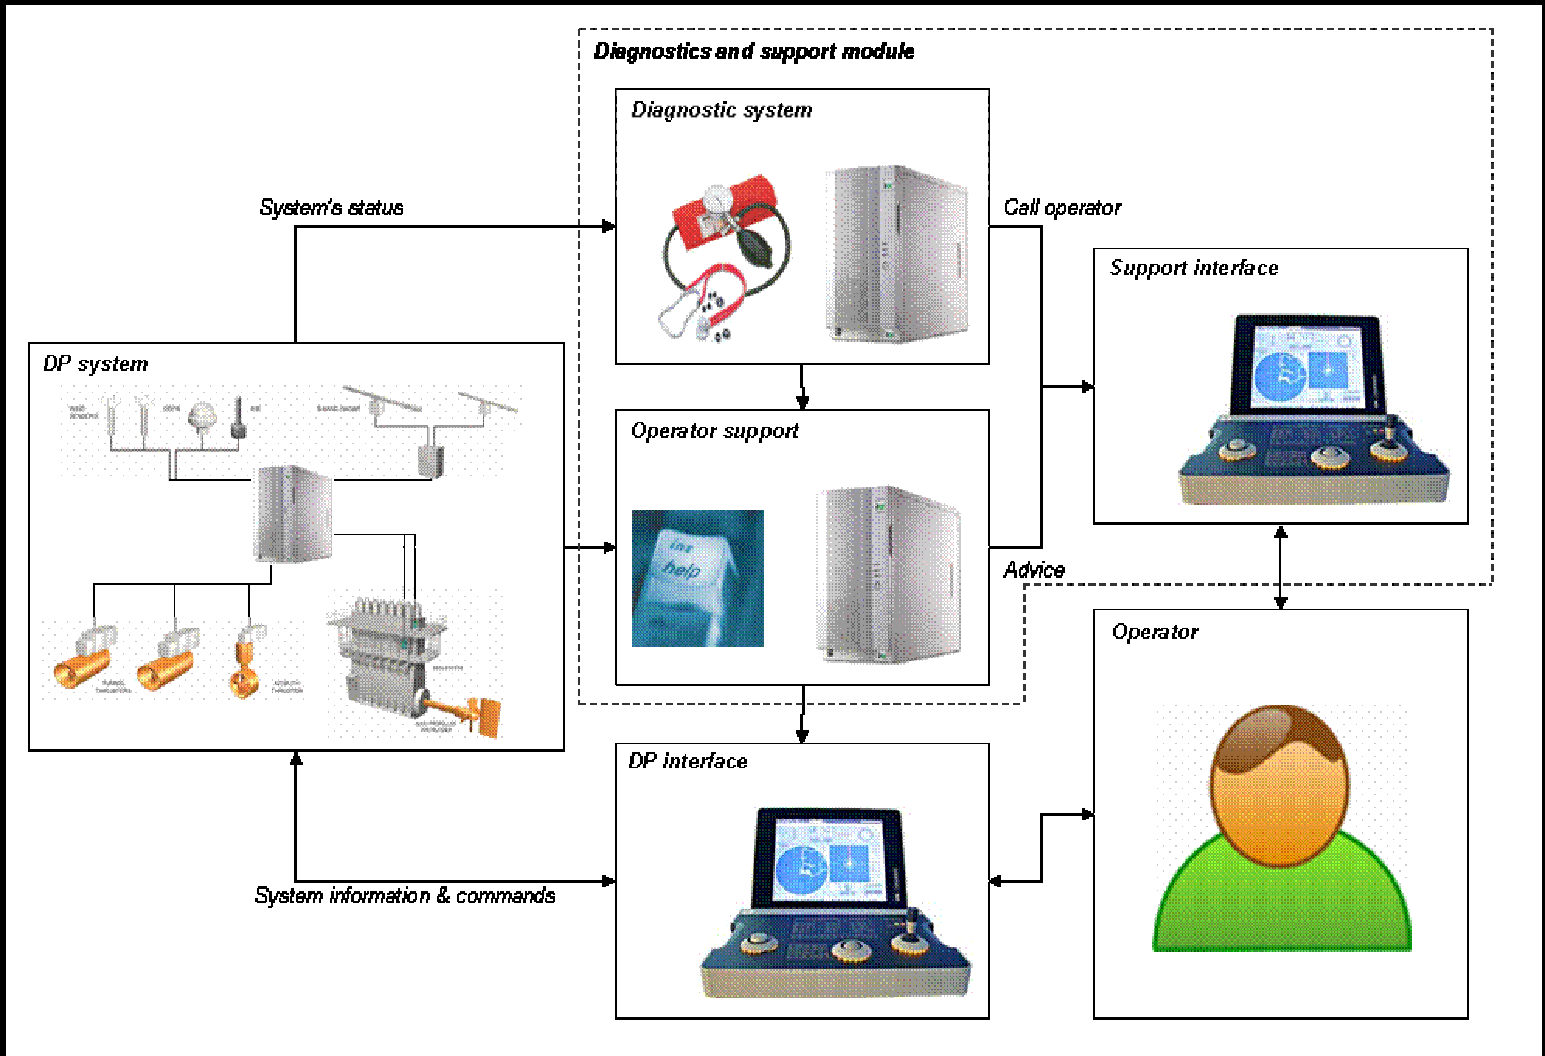 Diagnostics and support module
Diagnostic system
System's status
Call operator
Support interface
DP system
Operator support
help
Advice
Operator
DP interface
System information & commands